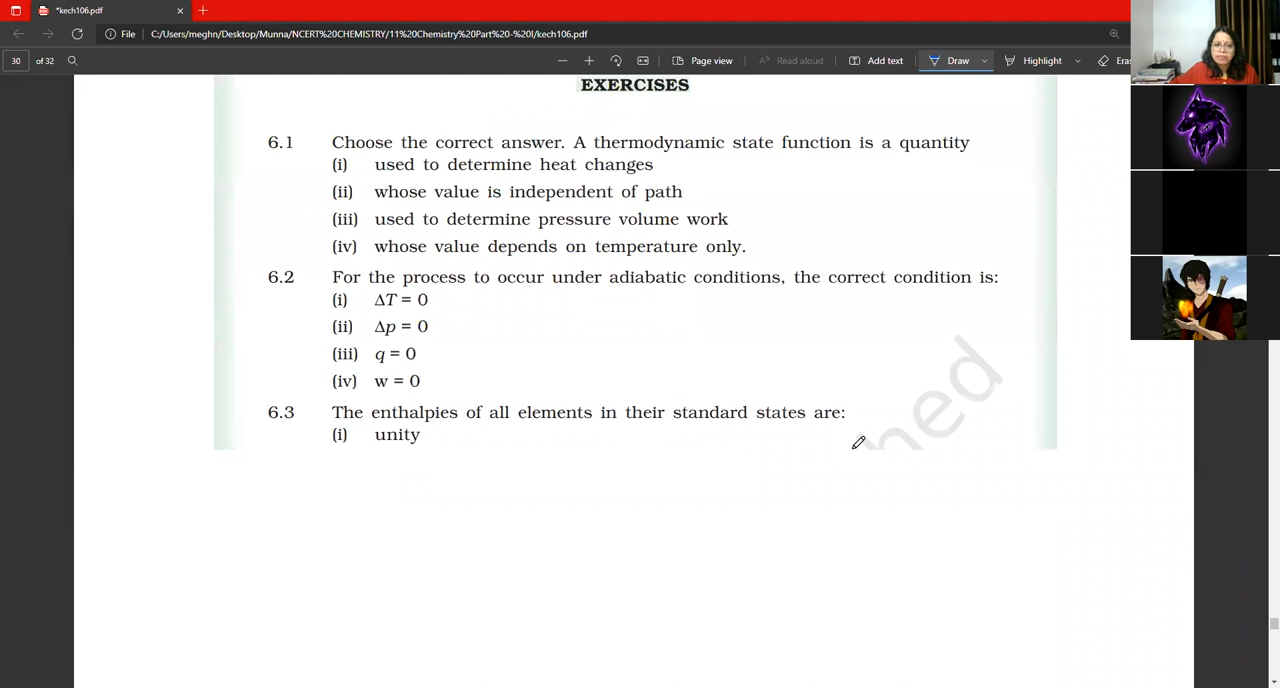 *kech106.pdf
File C:/Users/meghn/Desktop/Munna/NCERT%20CHEMISTRY/11%20Chemistry%20Part%20-%20I/kech106.pdf
30 of 32 Page view Read aloud Add text Draw Highlight
EXERCISES
6.1 Choose the correct answer. A thermodynamic state function is a quantity
(i) used to determine heat changes
(ii) whose value is independent of path
(iii) used to determine pressure volume work
(iv) whose value depends on temperature only.
6.2 For the process to occur under adiabatic conditions, the correct condition is:
(i) ΔT = 0
(ii) Δp = 0
(iii) q = 0
(iv) w = 0
6.3 The enthalpies of all elements in their standard states are:
(i) unity